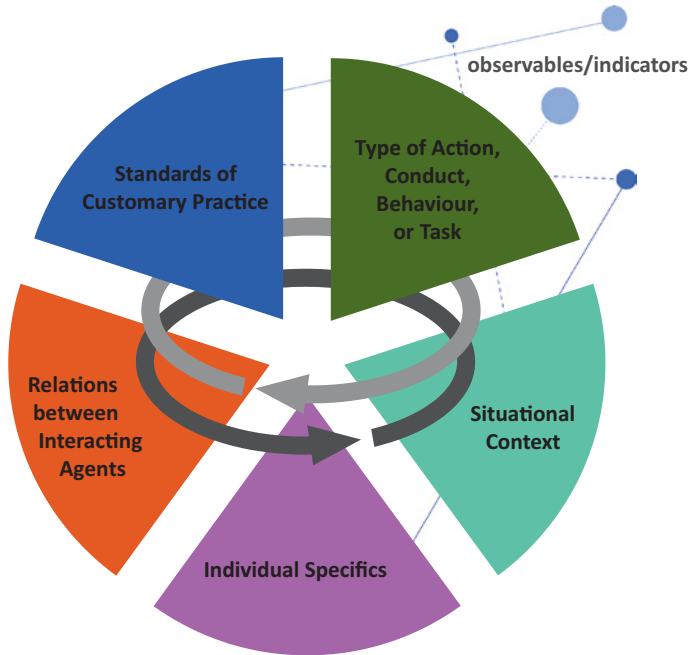 observables/indicators
Standards of
Customary Practice
Type of Action,
Conduct,
Behaviour,
or Task
Relations
between
Interacting
Agents
Situational
Context
Individual Specifics